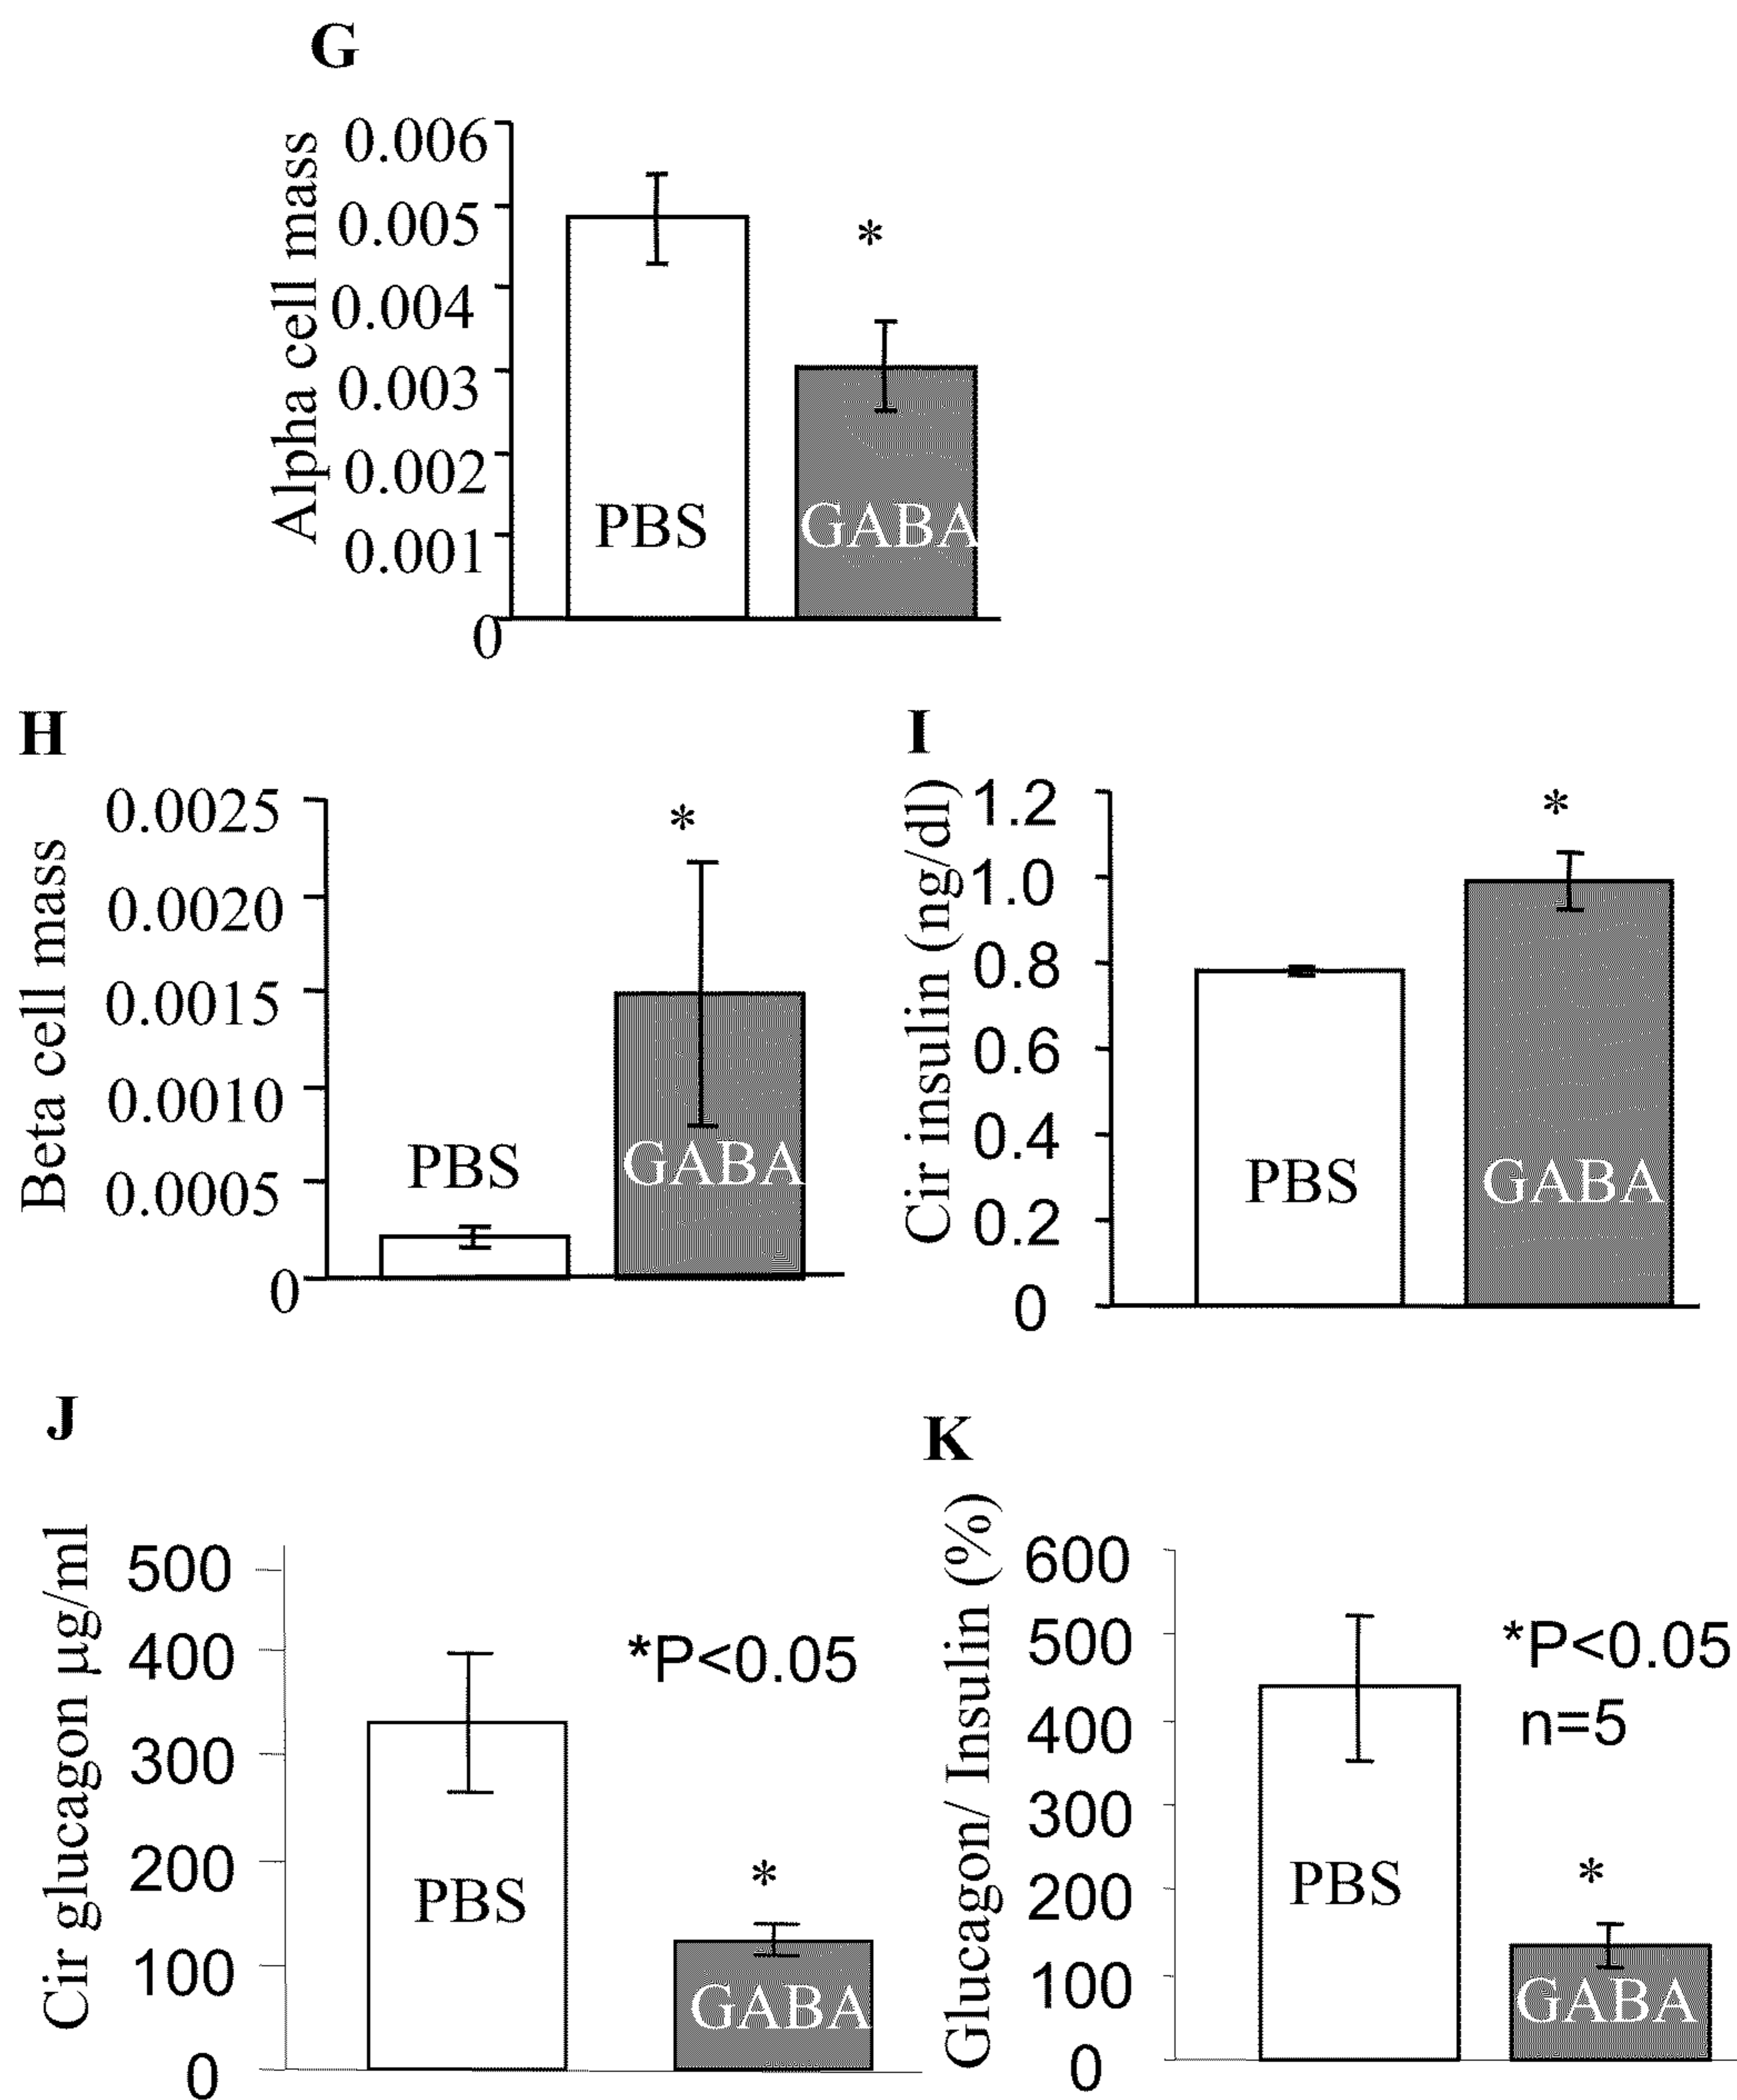 G
Alpha cell mass
0.006
0.005
0.004
0.003
0.002
0.001
0
*
PBS
GABA
H
Beta cell mass
0.0025
0.0020
0.0015
0.0010
0.0005
0
*
PBS
GABA
I
Cir insulin (ng/dl)
1.2
1.0
0.8
0.6
0.4
0.2
0
*
PBS
GABA
J
Cir glucagon µg/ml
500
400
300
200
100
0
*P<0.05
*
PBS
GABA
K
Glucagon/ Insulin (%)
600
500
400
300
200
100
0
*P<0.05
n=5
*
PBS
GABA